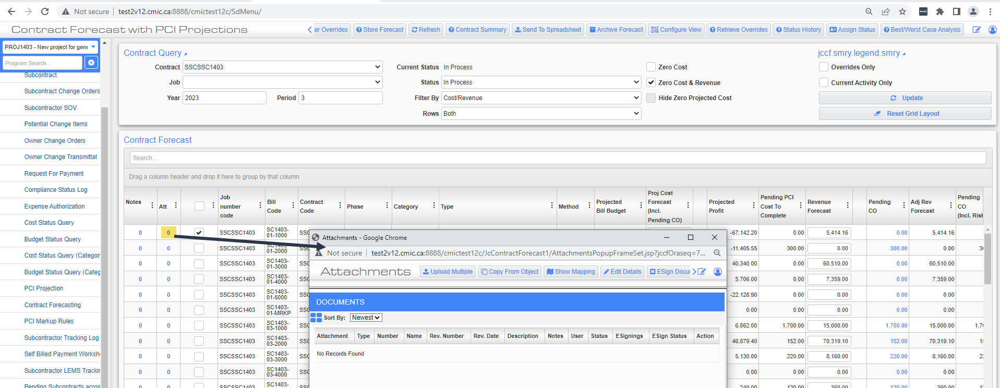 Not secure | test2v12.cmic.ca:8888/cmictest12c/SdMenu/
Contract Forecast with PCI Projections
ar Overrides
Store Forecast
Refresh
Contract Summary
Send To Spreadsheet
Archive Forecast
Configure View
Retrieve Overrides
Status History
Assign Status
Best/Worst Case Analysis
PROJ1403 - New project for gene
Program Search...
Subcontract
Subcontract Change Orders
Subcontractor SOV
Potential Change Items
Owner Change Orders
Owner Change Transmittal
Request For Payment
Compliance Status Log
Expense Authorization
Cost Status Query
Budget Status Query
Cost Status Query (Categor
Budget Status Query (Categ
PCI Projection
Contract Forecasting
PCI Markup Rules
Subcontractor Tracking Log
Self Billed Payment Workshe
Subcontractor LEMS Trackin
Pending Subcontracts acros
Contract Query
jccf.smry.legend.smry
Contract SSCSSC1403
Current Status In Process
Zero Cost
Overrides Only
Job
Status In Process
Zero Cost & Revenue
Current Activity Only
Year 2023 Period 3
Filter By Cost/Revenue
Hide Zero Projected Cost
Update
Rows Both
Reset Grid Layout
Contract Forecast
Search...
Drag a column header and drop it here to group by that column
Notes
Att
Job number code
Bill Code
Contract Code
Phase
Category
Type
Method
Projected Bill Budget
Proj Cost Forecast (Incl. Pending CO)
Projected Profit
Pending PCI Cost To Complete
Revenue Forecast
Pending CO
Adj Rev Forecast
Pending CO (Incl. Risk
0 0 SSCSSC1403 SC1403-01-1000 SSC -67,142.20 0.00 5,414.16 0.00 5,414.16
0 0 SSCSSC1403 SC1403-01-2000 -11,405.55 300.00 0.00 300.00 0.00 30
0 0 SSCSSC1403 SC1403-01-3000 SSC 40,340.00 0.00 60,510.00 0.00 60,510.00
0 0 SSCSSC1403 SC1403-01-4000 SSC 5,706.00 0.00 7,359.00 0.00 7,359.00
0 0 SSCSSC1403 SC1403-01-5000 SSC -22,128.90 0.00 0.00 0.00 0.00
0 0 SSCSSC1403 SC1403-01-MRKP SSC 0.00 0.00 0.00 0.00 0.00
0 0 SSCSSC1403 SC1403-03-1000 SSC 6,862.00 1,700.00 15,000.00 1,700.00 15,000.00 1,70
0 0 SSCSSC1403 SC1403-03-2000 SSC 46,879.40 152.00 70,319.10 152.00 70,319.10 15
0 0 SSCSSC1403 SC1403-03-3000 SSC 5,130.00 220.00 8,160.00 220.00 8,160.00 22
0 0 SSCSSC1403 SC1403-03-4000 SSC 0.00 0.00 0.00 0.00 0.00
0 0 SSCSSC1403 SC1403- SSC 240.00 120.00 360.00 120.00 360.00
Attachments - Google Chrome
Not secure | test2v12.cmic.ca:8888/cmictest12c/JcContractForecast1/AttachmentsPopupFrameSet.jsp?jccfOraseq=7...
Attachments
Upload Multiple
Copy From Object
Show Mapping
Edit Details
ESign Docu
DOCUMENTS
Sort By: Newest
Attachment Type Number Name Rev. Number Rev. Date Description Notes User Status ESignings ESign Status Action
No Records Found